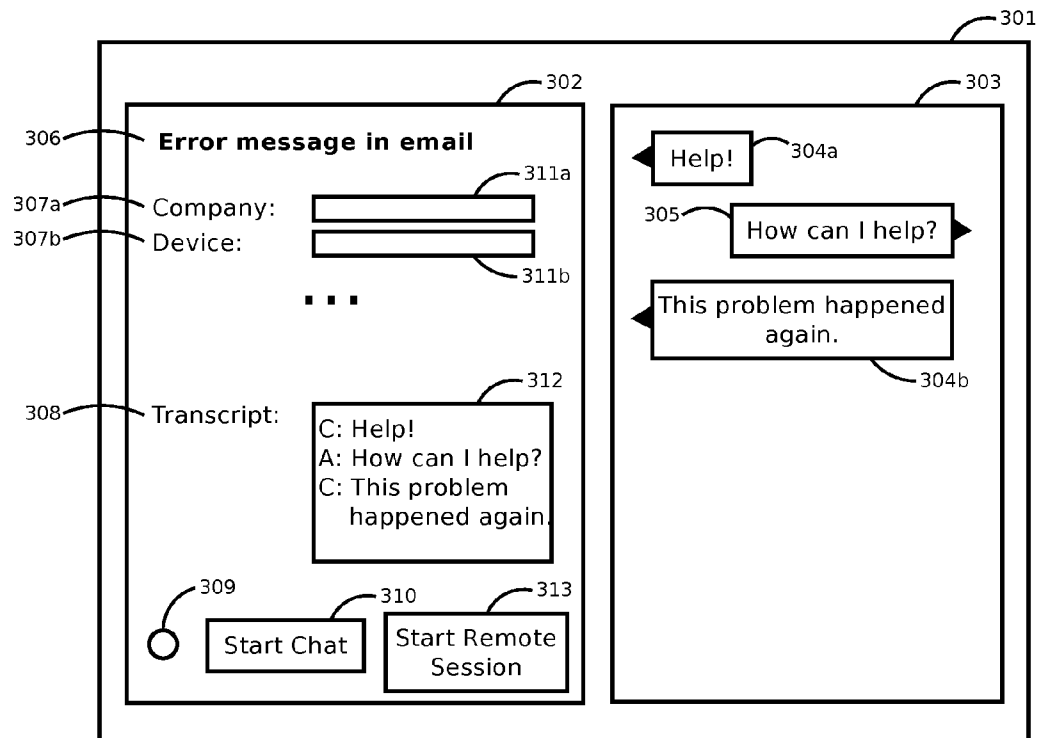 301
302
303
306
Error message in email
Help!
304a
311a
307a
Company:
305
How can I help?
307b
Device:
311b
...
This problem happened
again.
304b
312
308
Transcript:
C: Help!
A: How can I help?
C: This problem
happened again.
309
310
313
Start Chat
Start Remote
Session